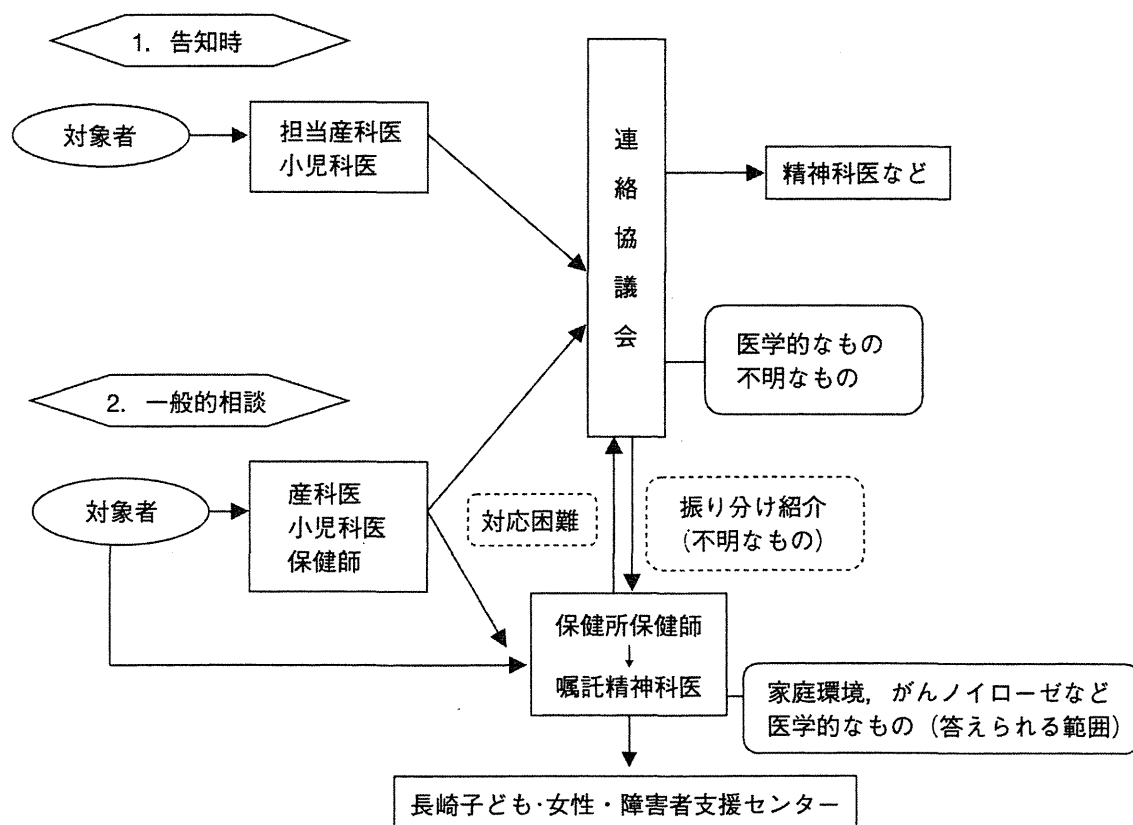 1. 告知時
対象者
担当産科医
小児科医
連絡協議会
精神科医など
医学的なもの
不明なもの
2. 一般的相談
対象者
産科医
小児科医
保健師
対応困難
振り分け紹介
(不明なもの)
保健所保健師
嘱託精神科医
家庭環境，がんノイローゼなど
医学的なもの（答えられる範囲）
長崎子ども·女性・障害者支援センター